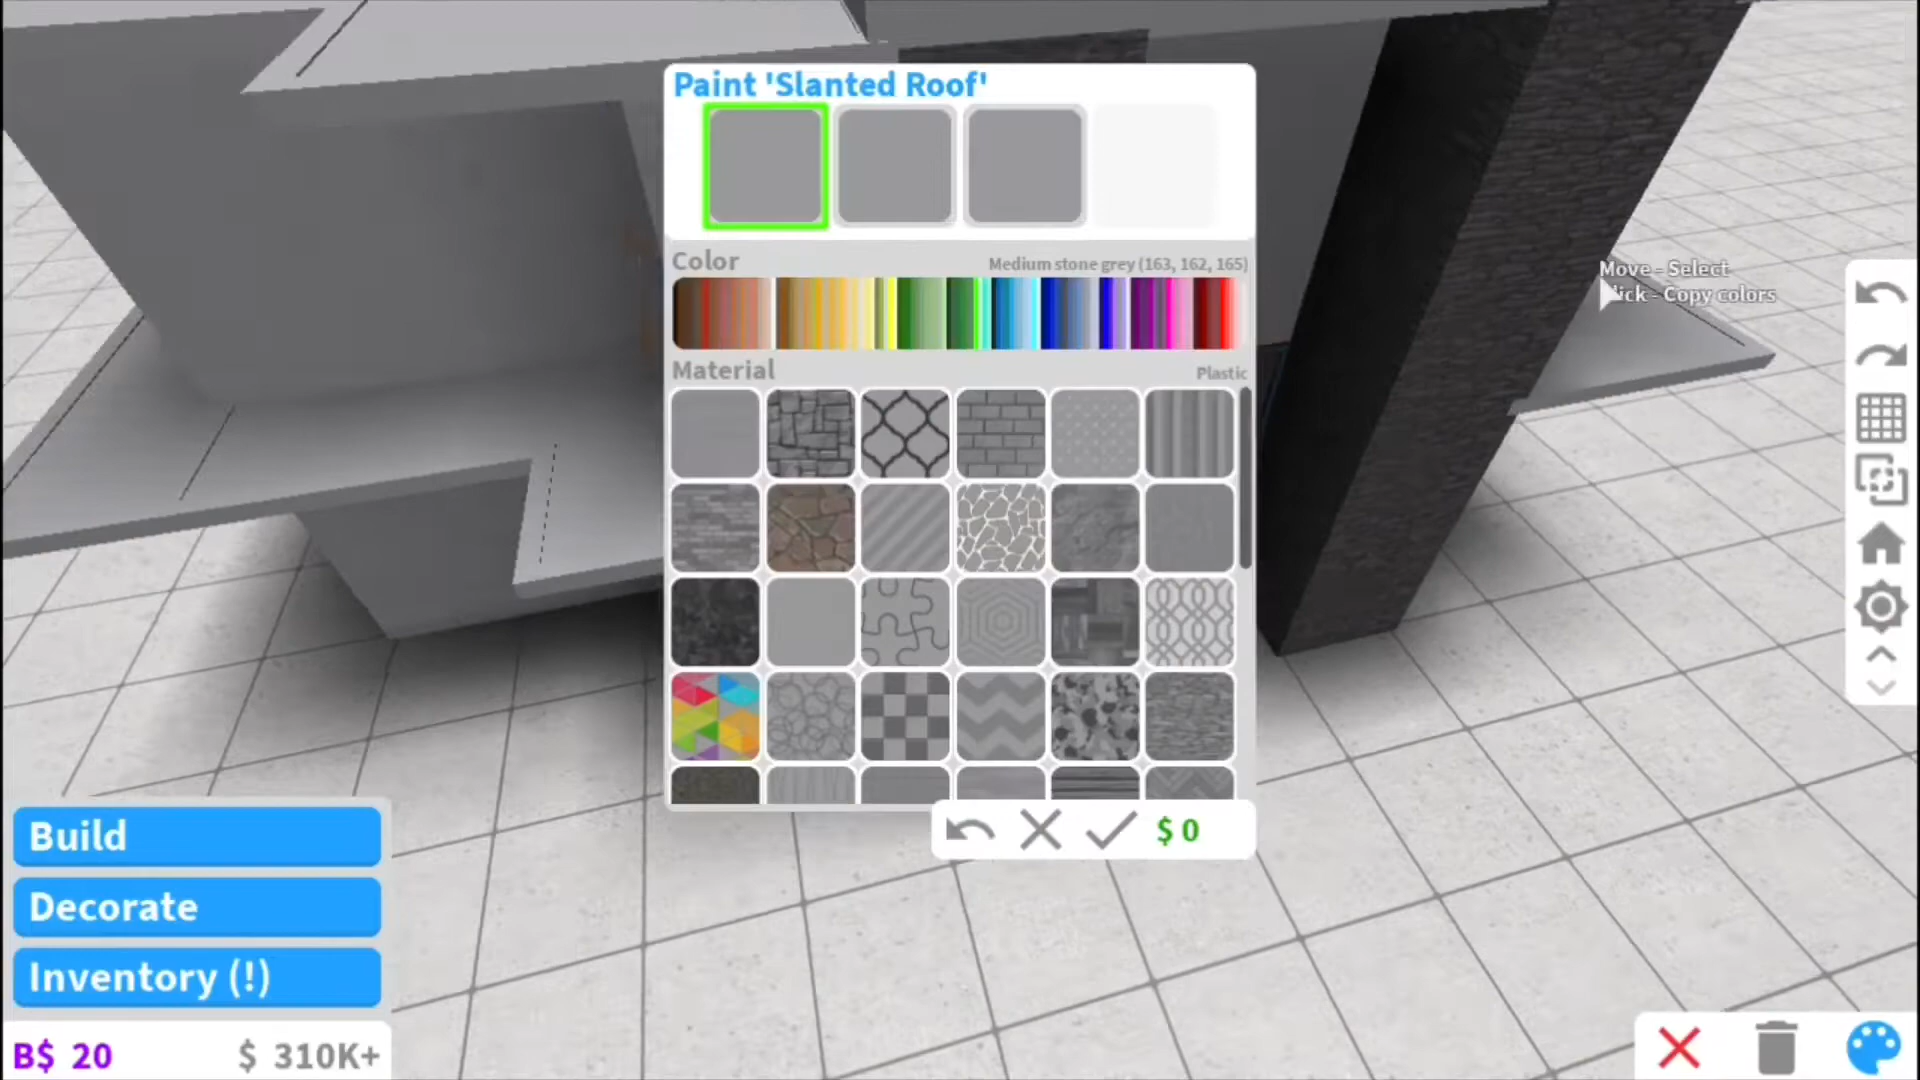 Paint 'Slanted Roof'
Color
Medium stone grey (163, 162, 165)
Move - Select
Click - Copy colors
Material
Plastic
$ 0
Build
Decorate
Inventory (!)
B$ 20
$ 310K+